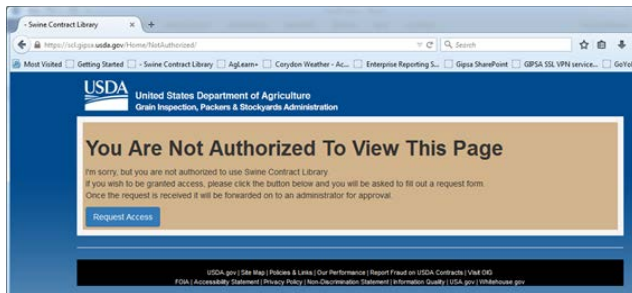 - Swine Contract Library
https://scl.gipsa.usda.gov/Home/NotAuthorized/
Search
Most Visited Getting Started - Swine Contract Library AgLearn+ Corydon Weather - Ac... Enterprise Reporting S... Gipsa SharePoint GIPSA SSL VPN service...
USDA
United States Department of Agriculture
Grain Inspection, Packers & Stockyards Administration
You Are Not Authorized To View This Page
I'm sorry, but you are not authorized to use Swine Contract Library.
If you wish to be granted access, please click the button below and you will be asked to fill out a request form.
Once the request is received it will be forwarded on to an administrator for approval.
Request Access
USDA.gov | Site Map | Policies & Links | Our Performance | Report Fraud on USDA Contracts | Visit OIG
FOIA | Accessibility Statement | Privacy Policy | Non-Discrimination Statement | Information Quality | USA.gov | Whitehouse.gov